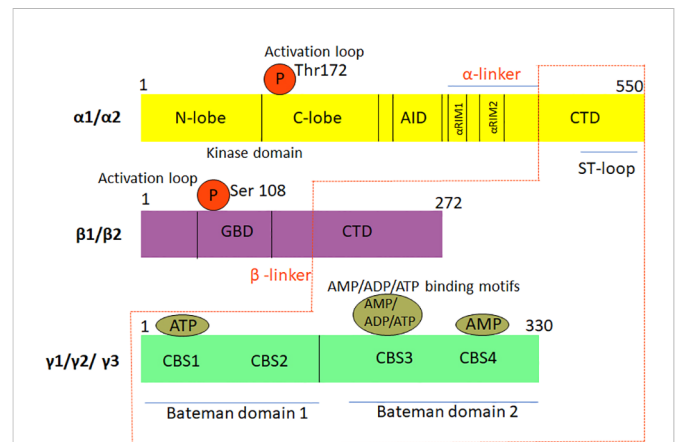 Activation loop
P
Thr172
α-linker
1
550
α1/α2
N-lobe
C-lobe
AID
αRIM1
αRIM2
CTD
Kinase domain
ST-loop
Activation loop
P
Ser 108
1
272
β1/β2
GBD
CTD
β -linker
AMP/ADP/ATP binding motifs
AMP/
ADP/ATP
1
ATP
AMP
330
γ1/γ2/ γ3
CBS1
CBS2
CBS3
CBS4
Bateman domain 1
Bateman domain 2